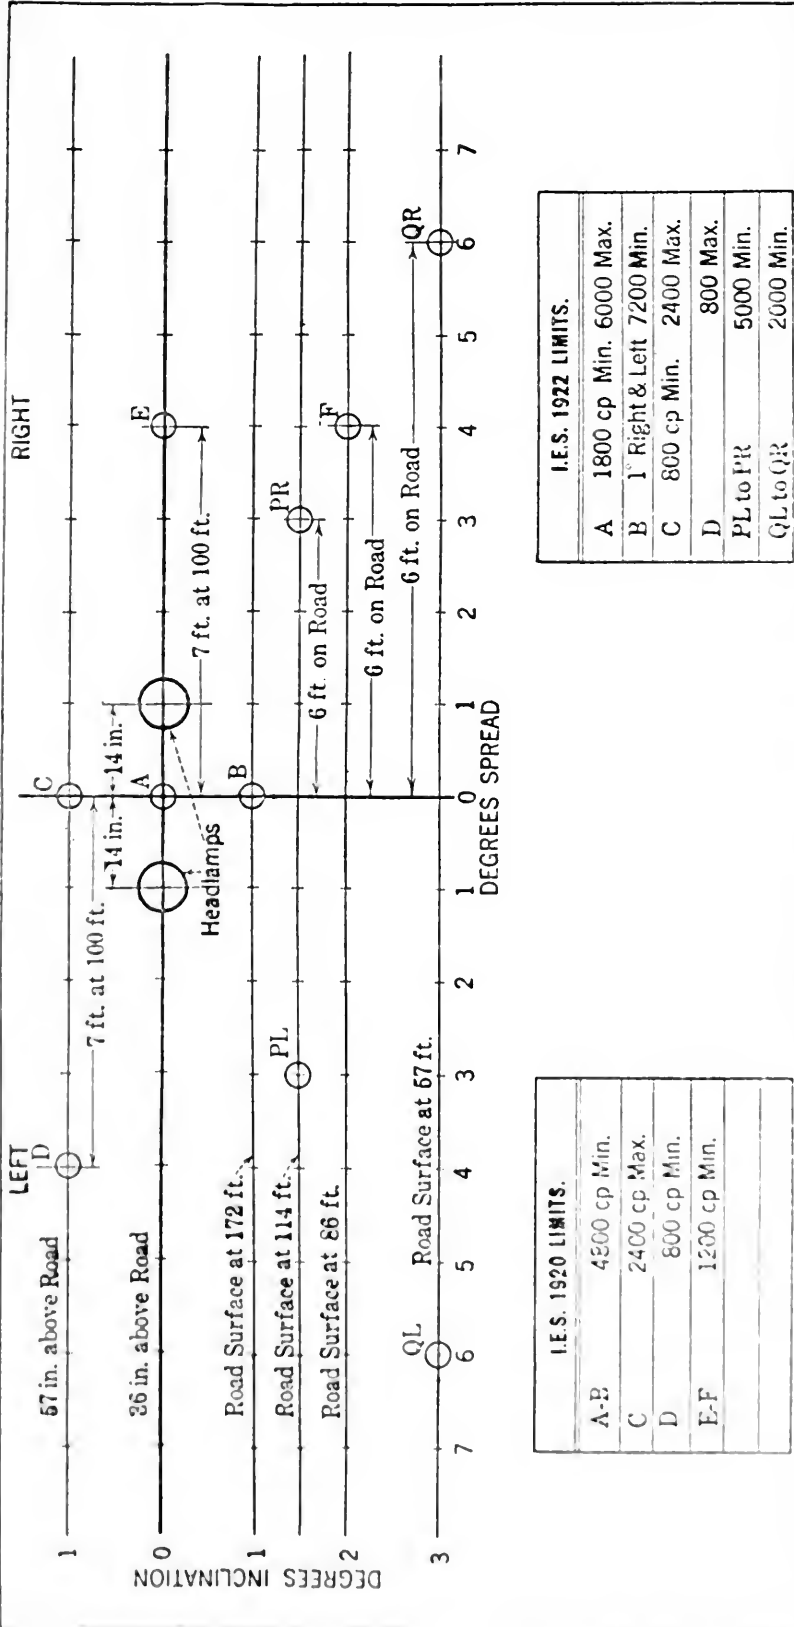 LEFT
RIGHT
D
C
57 in. above Road
7 ft. at 100 ft.
14 in.
14 in.
A
E
36 in. above Road
Headlamps
7 ft. at 100 ft.
B
Road Surface at 172 ft.
PL
PR
Road Surface at 114 ft.
6 ft. on Road
F
Road Surface at 86 ft.
6 ft. on Road
QL
Road Surface at 57 ft.
6 ft. on Road
QR
1
0
1
2
3
DEGREES INCLINATION
7 6 5 4 3 2 1 0 1 2 3 4 5 6 7
DEGREES SPREAD
I.E.S. 1920 LIMITS.
A-B 4800 cp Min.
C 2400 cp Max.
D 800 cp Min.
E-F 1200 cp Min.
I.E.S. 1922 LIMITS.
A 1800 cp Min. 6000 Max.
B 1° Right & Left 7200 Min.
C 800 cp Min. 2400 Max.
D 800 Max.
PL to PR 5000 Min.
QL to QR 2000 Min.